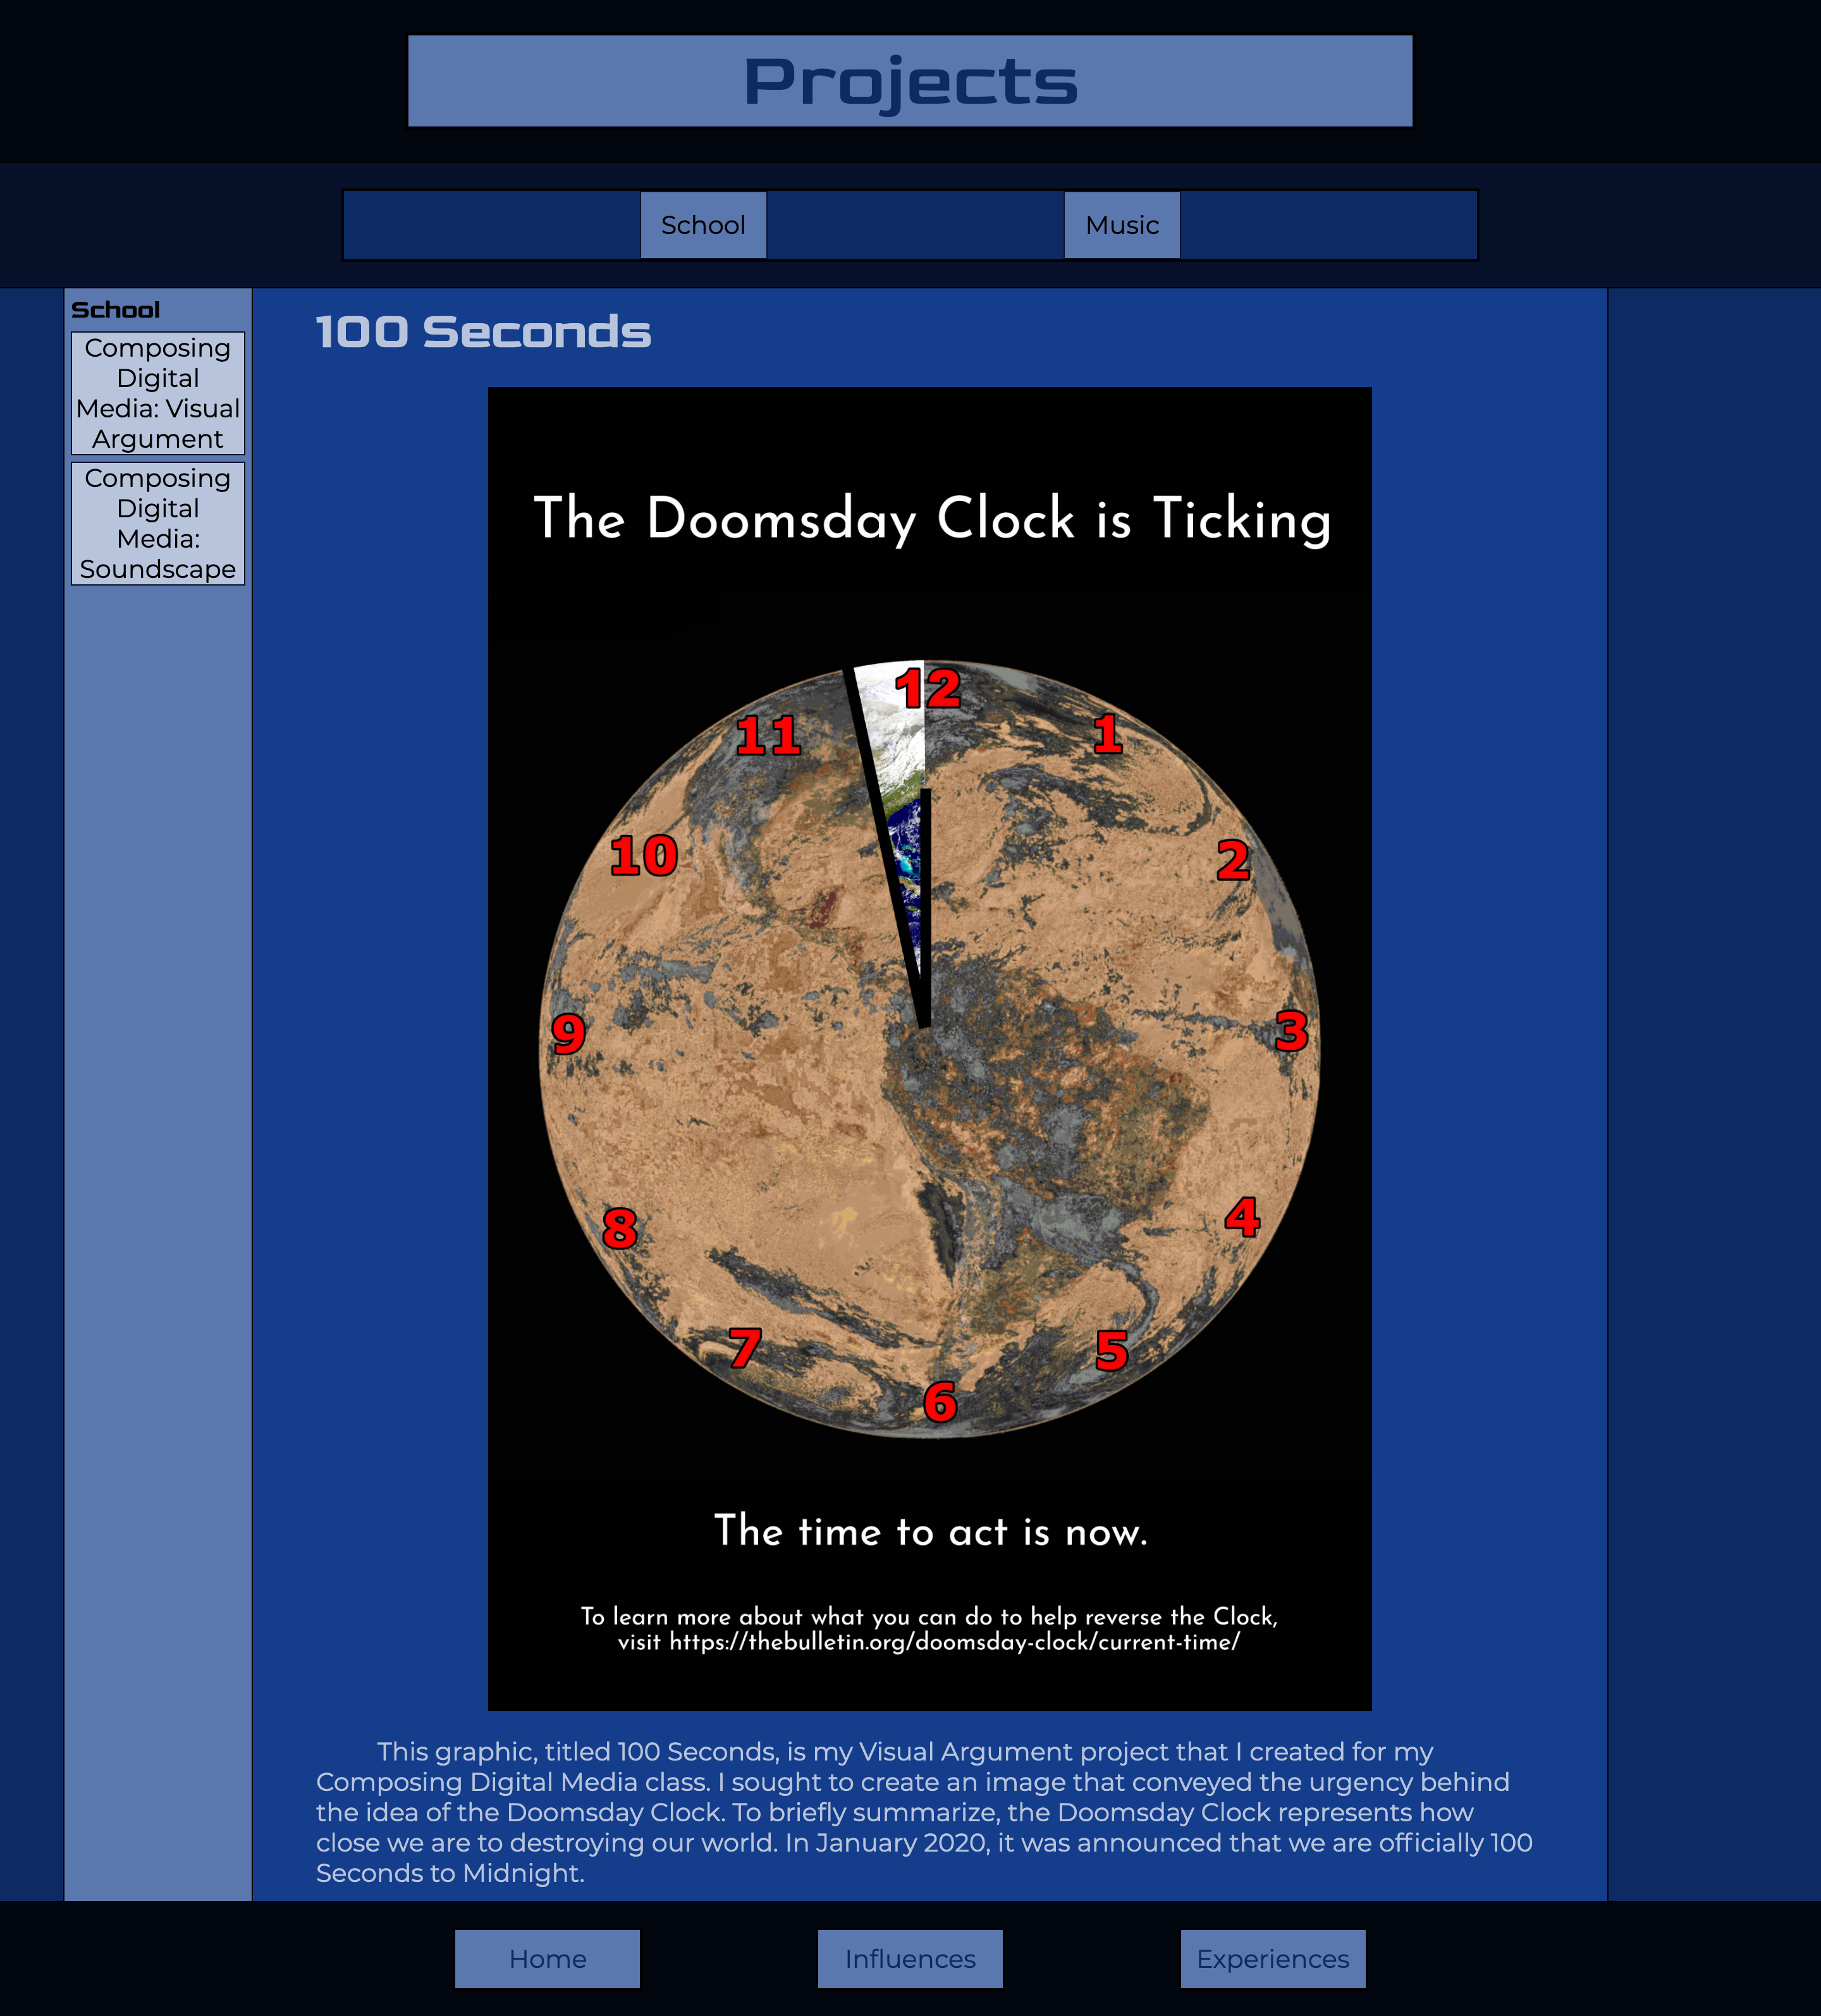 Projects
School
Music
School
Composing
Digital
Media: Visual
Argument
Composing
Digital
Media:
Soundscape
100 Seconds
The Doomsday Clock is Ticking
12
1
2
3
4
5
6
7
8
9
10
11
The time to act is now.
To learn more about what you can do to help reverse the Clock,
visit https://thebulletin.org/doomsday-clock/current-time/
This graphic, titled 100 Seconds, is my Visual Argument project that I created for my
Composing Digital Media class. I sought to create an image that conveyed the urgency behind
the idea of the Doomsday Clock. To briefly summarize, the Doomsday Clock represents how
close we are to destroying our world. In January 2020, it was announced that we are officially 100
Seconds to Midnight.
Home
Influences
Experiences